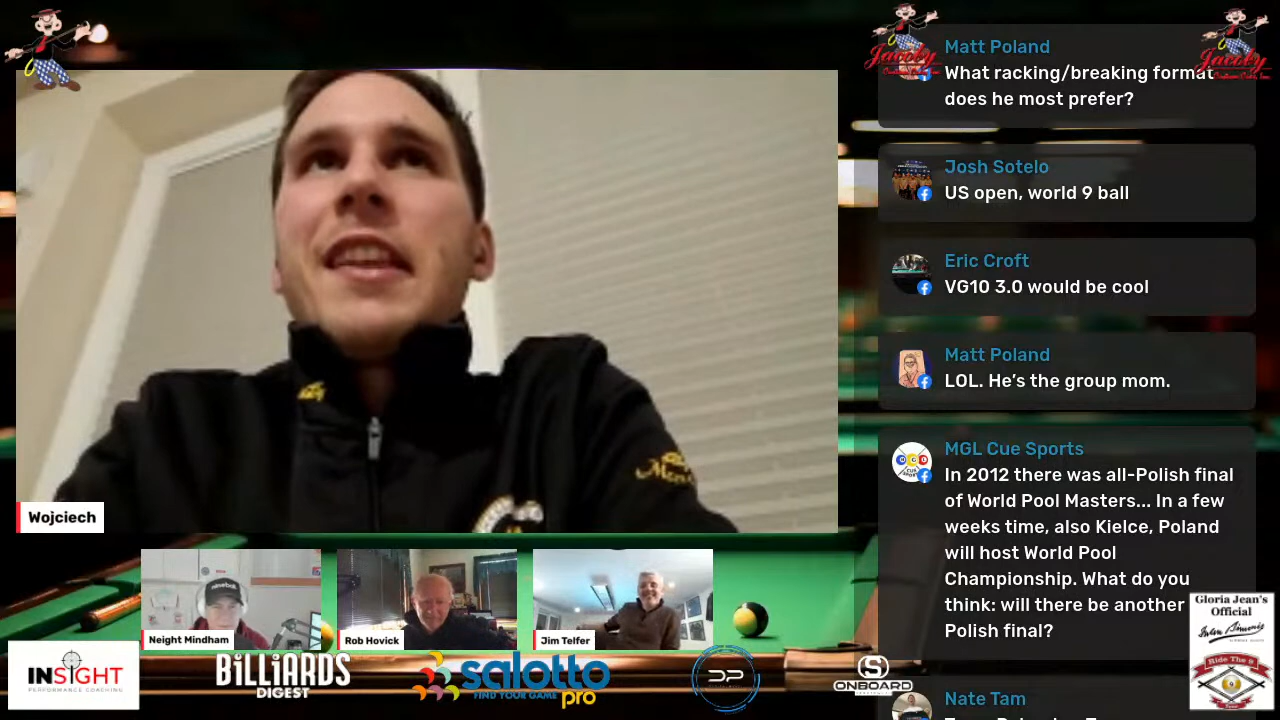 Matt Poland
What racking/breaking format
does he most prefer?
Jacoby
Jacoby
Josh Sotelo
US open, world 9 ball
Eric Croft
VG10 3.0 would be cool
Matt Poland
LOL. He's the group mom.
MGL Cue Sports
In 2012 there was all-Polish final
of World Pool Masters... In a few
weeks time, also Kielce, Poland
will host World Pool
Championship. What do you
think: will there be another
Polish final?
Nate Tam
Wojciech
Neight Mindham
Rob Hovick
Jim Telfer
INSIGHT
PERFORMANCE COACHING
BILLIARDS
DIGEST
salotto
FIND YOUR GAME
pro
DP
S
ONBOARD
Gloria Jean's
Official
Ride The 9